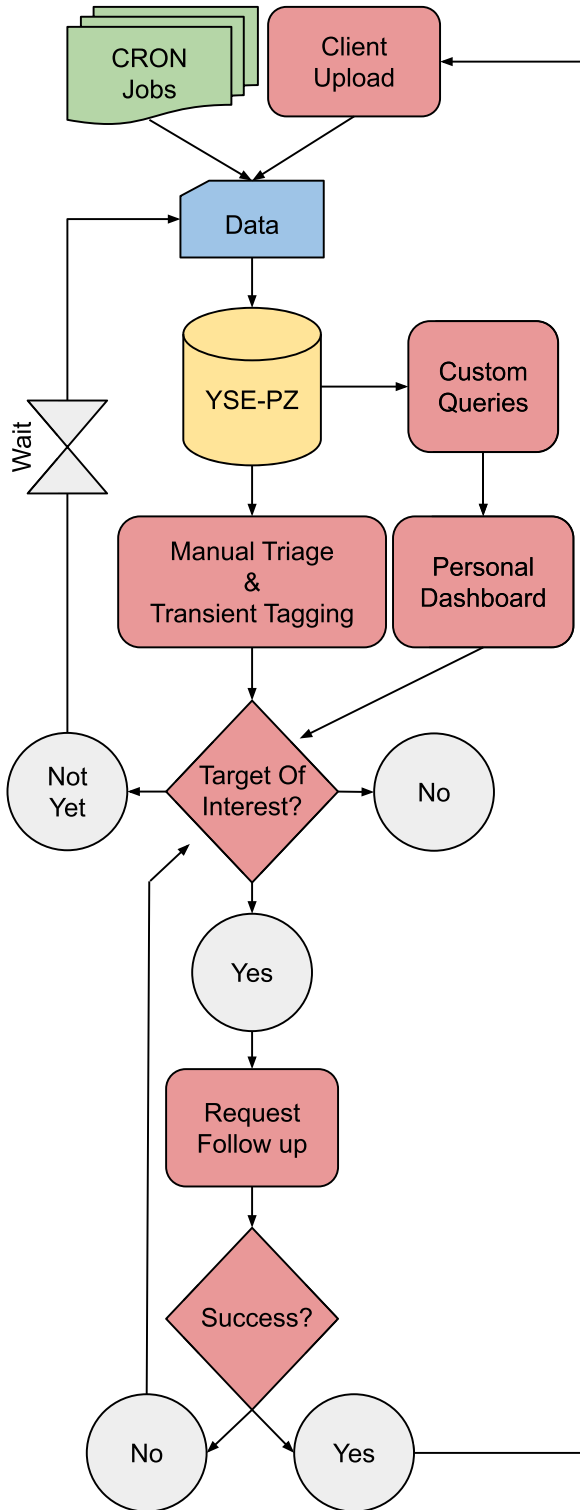 CRON
Jobs
Client
Upload
Data
YSE-PZ
Custom
Queries
Wait
Manual Triage
&
Transient Tagging
Personal
Dashboard
Not
Yet
Target Of
Interest?
No
Yes
Request
Follow up
Success?
No
Yes